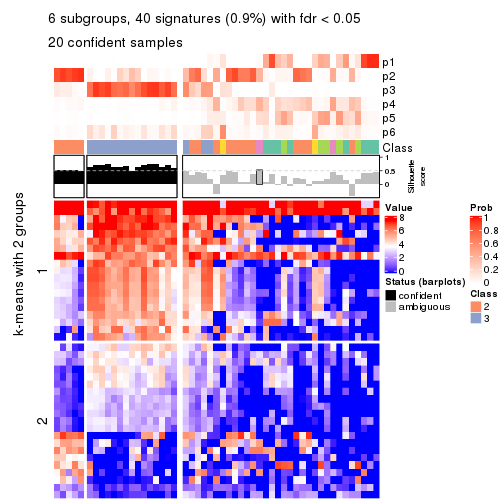 6 subgroups, 40 signatures (0.9%) with fdr < 0.05
20 confident samples
p1
p2
p3
p4
p5
p6
Class
1
0.5
0
Silhouette
score
k-means with 2 groups
1
2
Value
8
6
4
2
0
Prob
1
0.8
0.6
0.4
0.2
0
Status (barplots)
confident
ambiguous
Class
2
3